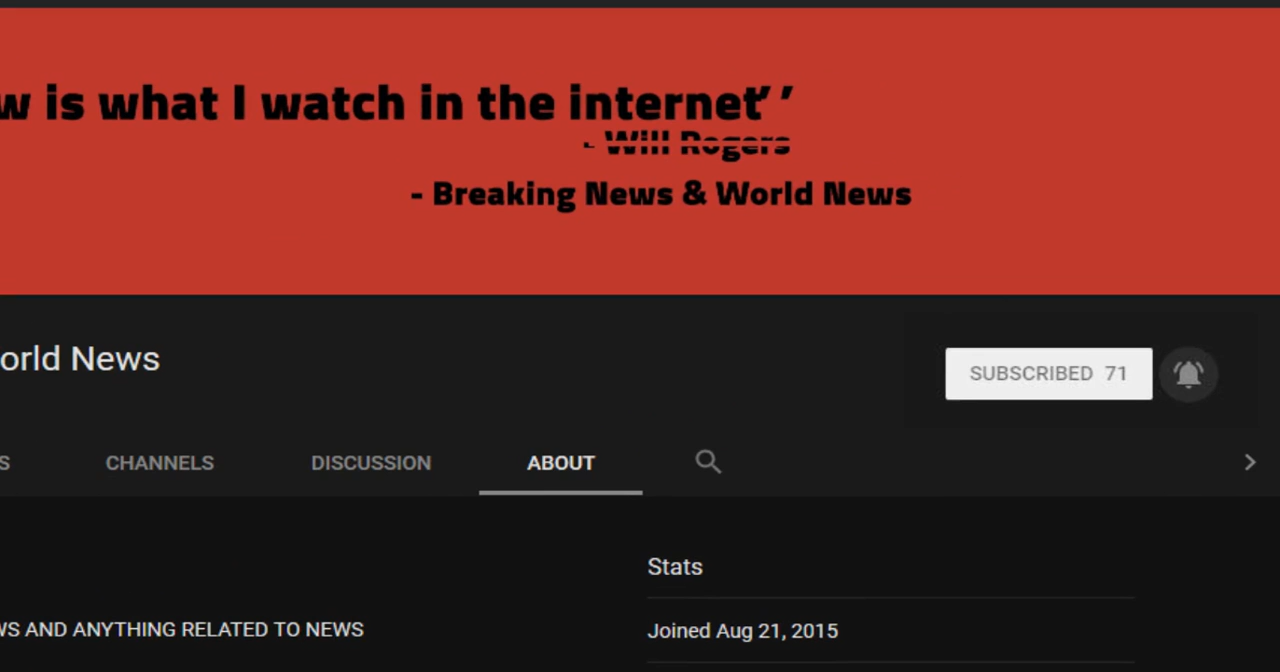 w is what I watch in the internet’’
- Will Rogers
- Breaking News & World News
orld News
SUBSCRIBED 71
S CHANNELS DISCUSSION ABOUT
Stats
WS AND ANYTHING RELATED TO NEWS
Joined Aug 21, 2015